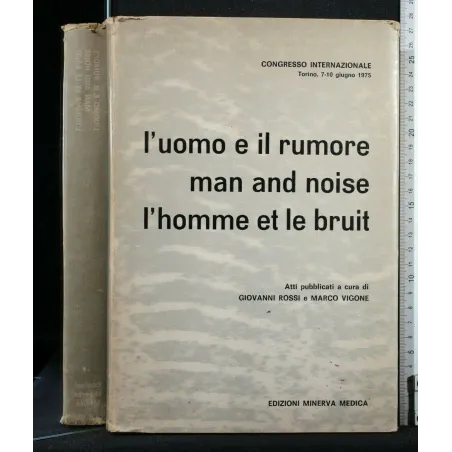 CONGRESSO INTERNAZIONALE
Torino, 7-10 giugno 1975
l'uomo e il rumore
man and noise
l'homme et le bruit
Atti pubblicati a cura di
GIOVANNI ROSSI e MARCO VIGONE
EDIZIONI MINERVA MEDICA